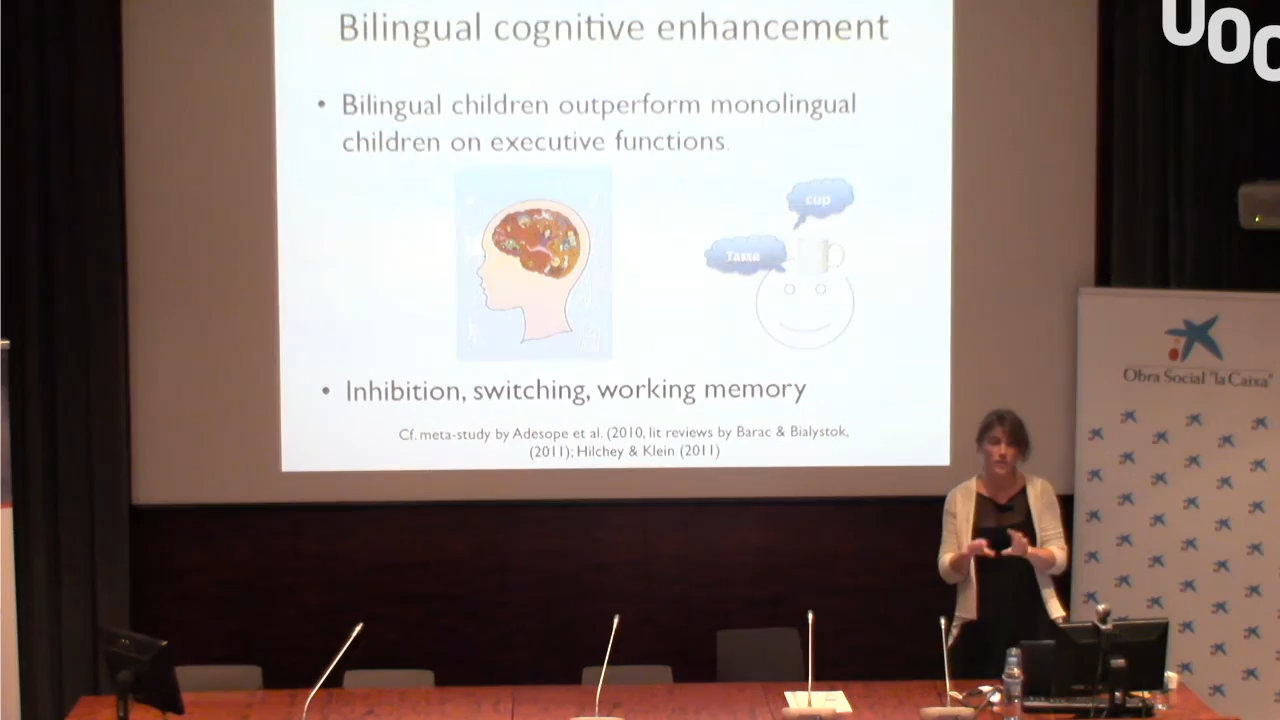 Bilingual cognitive enhancement
UOC
• Bilingual children outperform monolingual
children on executive functions.
cup
Tassa
• Inhibition, switching, working memory
Obra Social "la Caixa"
Cf. meta-study by Adesope et al. (2010, lit reviews by Barac & Bialystok,
(2011); Hilchey & Klein (2011)